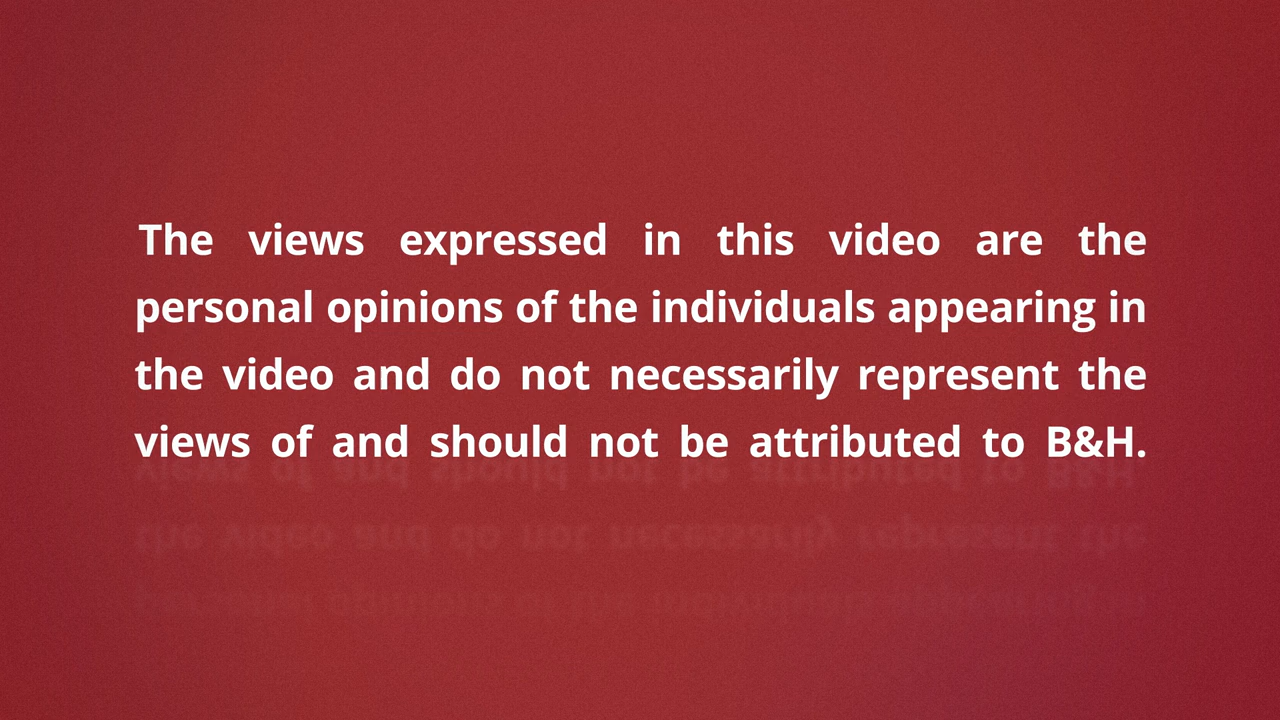 The views expressed in this video are the
personal opinions of the individuals appearing in
the video and do not necessarily represent the
views of and should not be attributed to B&H.